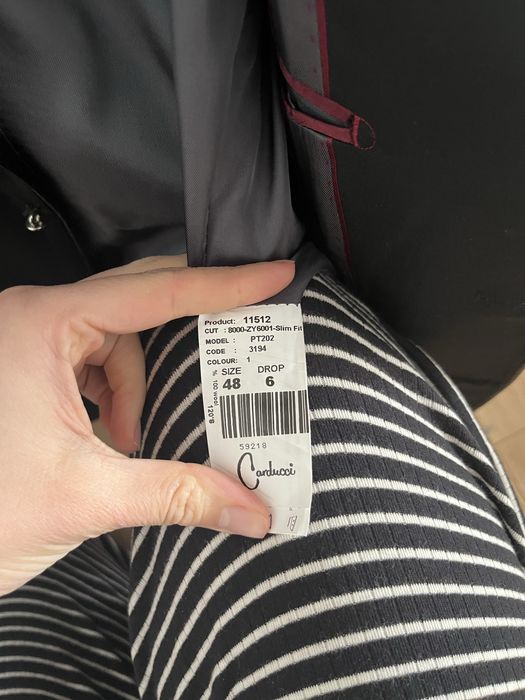 Product: 11512
CUT : 8000-ZY6001-Slim Fit
MODEL : PT202
CODE : 3194
COLOUR: 1
SIZE DROP
48 6
% 100 wool 120'S
59218
Carducci